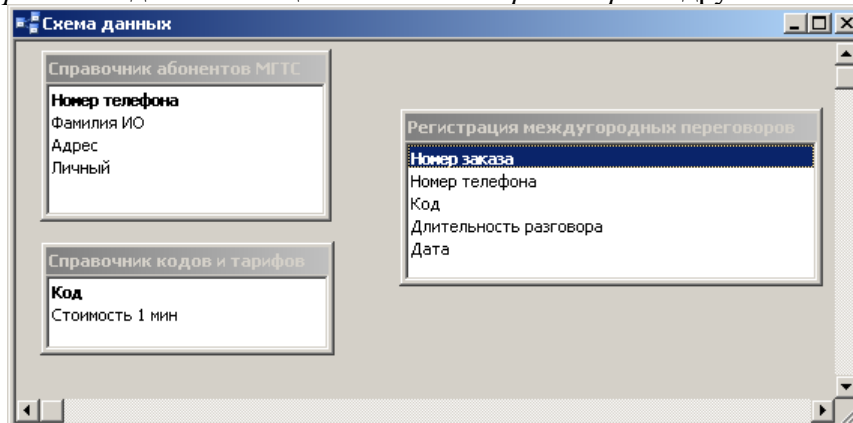 Схема данных
Справочник абонентов МГТС
Номер телефона
Фамилия ИО
Адрес
Личный
Регистрация междугородных переговоров
Номер заказа
Номер телефона
Код
Длительность разговора
Дата
Справочник кодов и тарифов
Код
Стоимость 1 мин